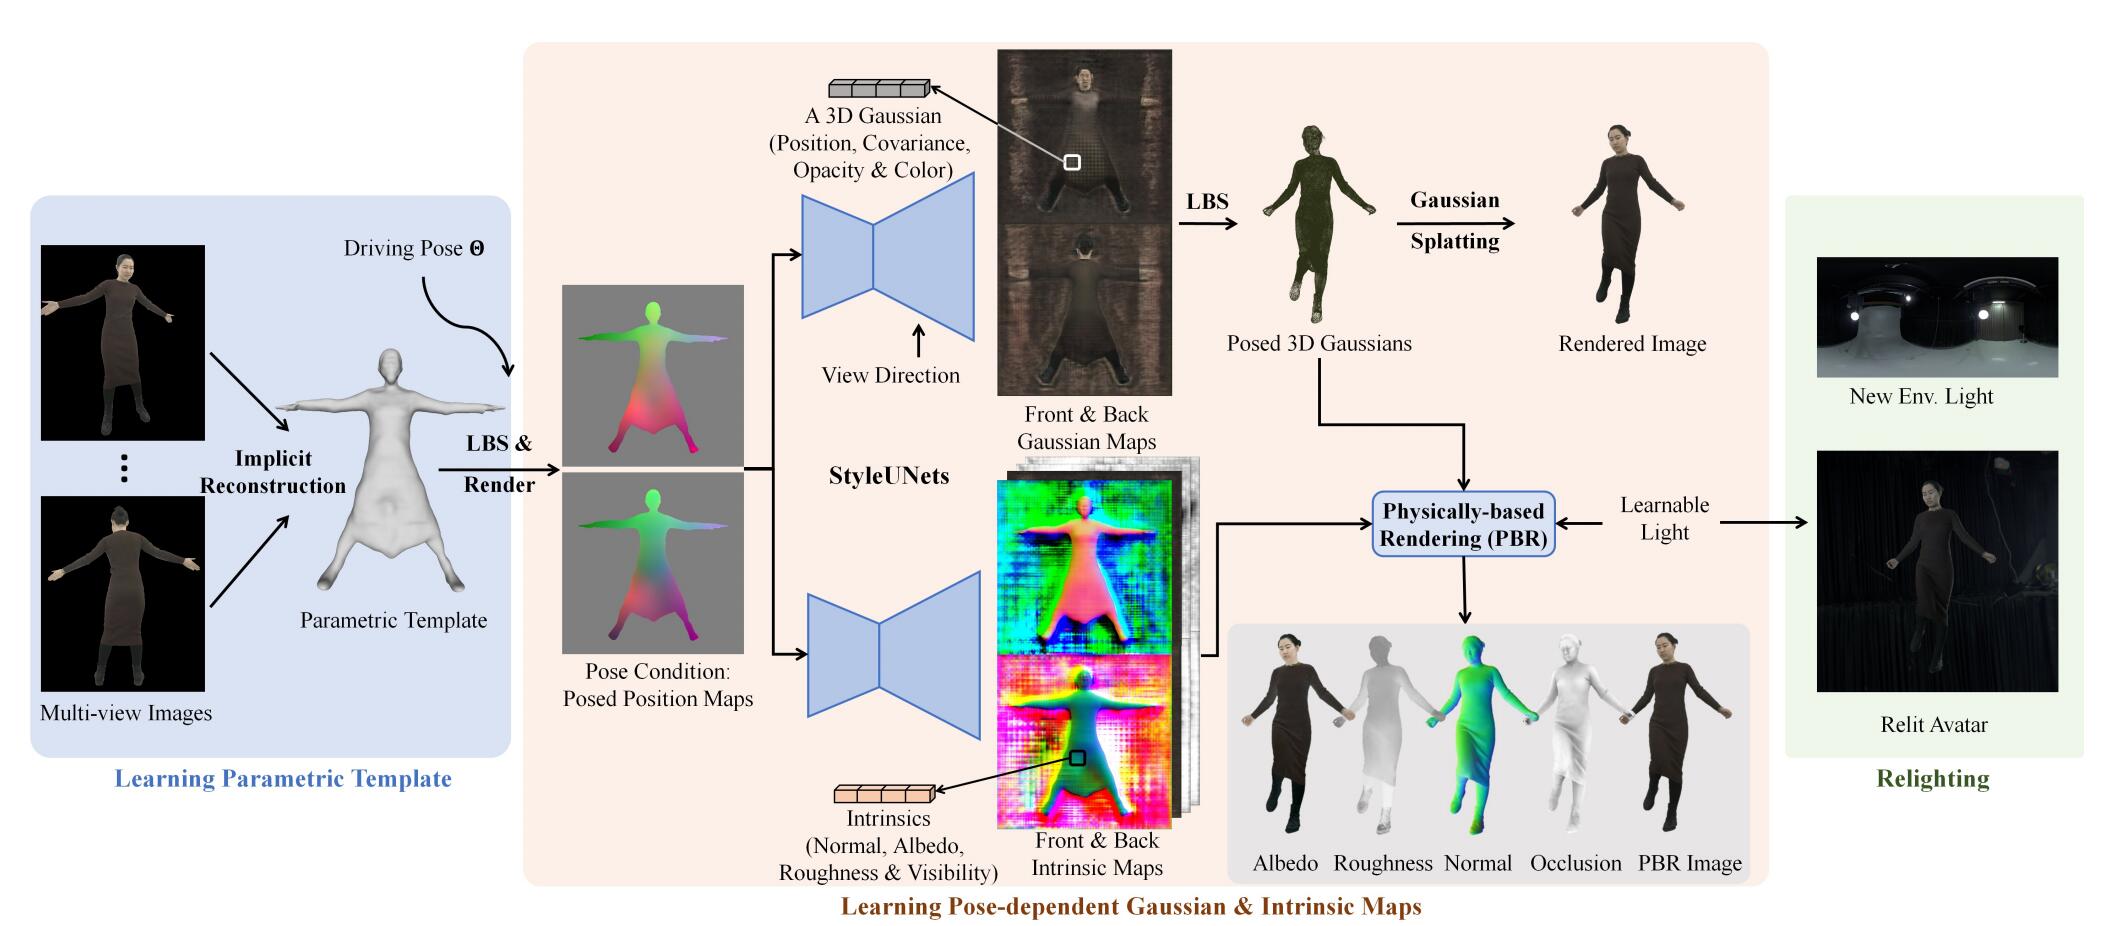 Driving Pose Θ
Implicit
Reconstruction
LBS &
Render
Parametric Template
Multi-view Images
Learning Parametric Template
A 3D Gaussian
(Position, Covariance,
Opacity & Color)
View Direction
StyleUNets
Pose Condition:
Posed Position Maps
Front & Back
Gaussian Maps
Intrinsics
(Normal, Albedo,
Roughness & Visibility)
Front & Back
Intrinsic Maps
LBS
Posed 3D Gaussians
Gaussian
Splatting
Rendered Image
Physically-based
Rendering (PBR)
Learnable
Light
Albedo
Roughness
Normal
Occlusion
PBR Image
Learning Pose-dependent Gaussian & Intrinsic Maps
New Env. Light
Relit Avatar
Relighting